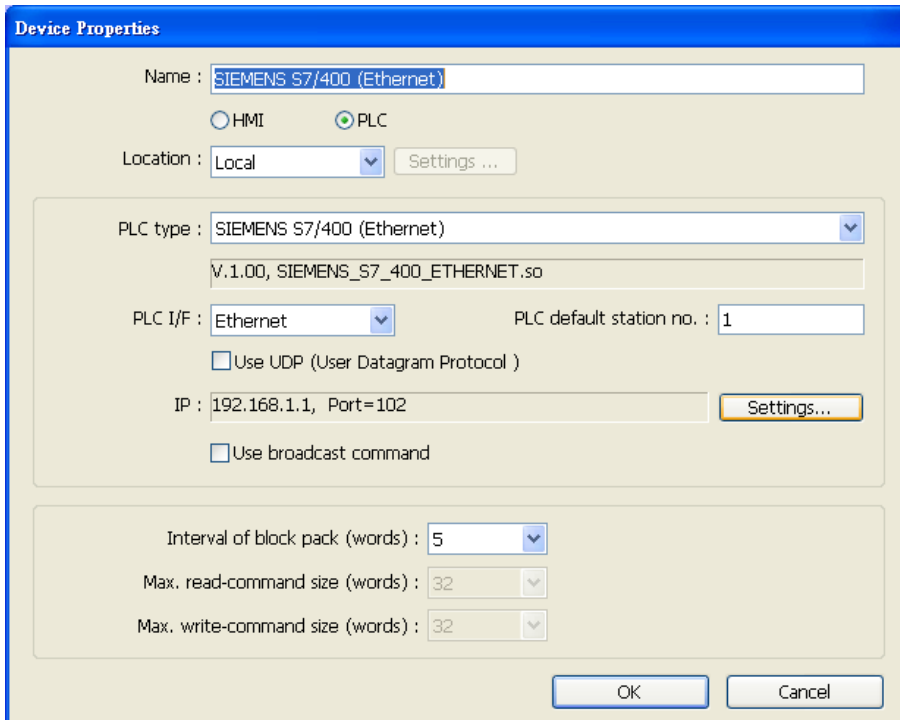 Device Properties
Name : SIEMENS S7/400 (Ethernet)
HMI PLC
Location : Local Settings ...
PLC type : SIEMENS S7/400 (Ethernet)
V.1.00, SIEMENS_S7_400_ETHERNET.so
PLC I/F : Ethernet PLC default station no. : 1
Use UDP (User Datagram Protocol )
IP : 192.168.1.1, Port=102 Settings...
Use broadcast command
Interval of block pack (words) : 5
Max. read-command size (words) : 32
Max. write-command size (words) : 32
OK Cancel